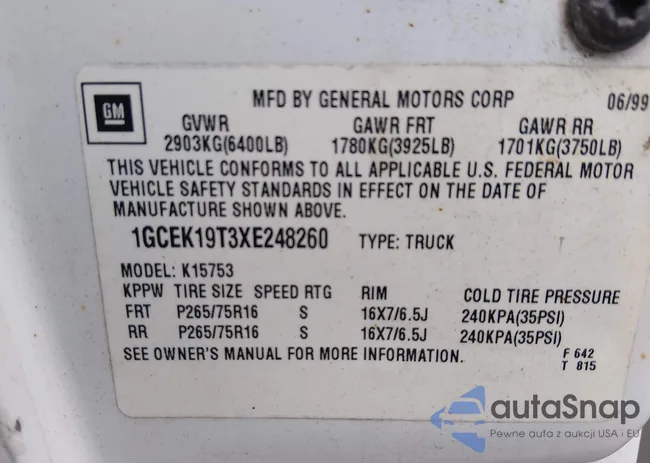 GM
MFD BY GENERAL MOTORS CORP 06/99
GVWR GAWR FRT GAWR RR
2903KG(6400LB) 1780KG(3925LB) 1701KG(3750LB)
THIS VEHICLE CONFORMS TO ALL APPLICABLE U.S. FEDERAL MOTOR
VEHICLE SAFETY STANDARDS IN EFFECT ON THE DATE OF
MANUFACTURE SHOWN ABOVE.
1GCEK19T3XE248260 TYPE: TRUCK
MODEL: K15753
KPPW TIRE SIZE SPEED RTG RIM COLD TIRE PRESSURE
FRT P265/75R16 S 16X7/6.5J 240KPA(35PSI)
RR P265/75R16 S 16X7/6.5J 240KPA(35PSI)
SEE OWNER'S MANUAL FOR MORE INFORMATION.
F 642
T 815
autaSnap
Pewne auta z aukcji USA i EU